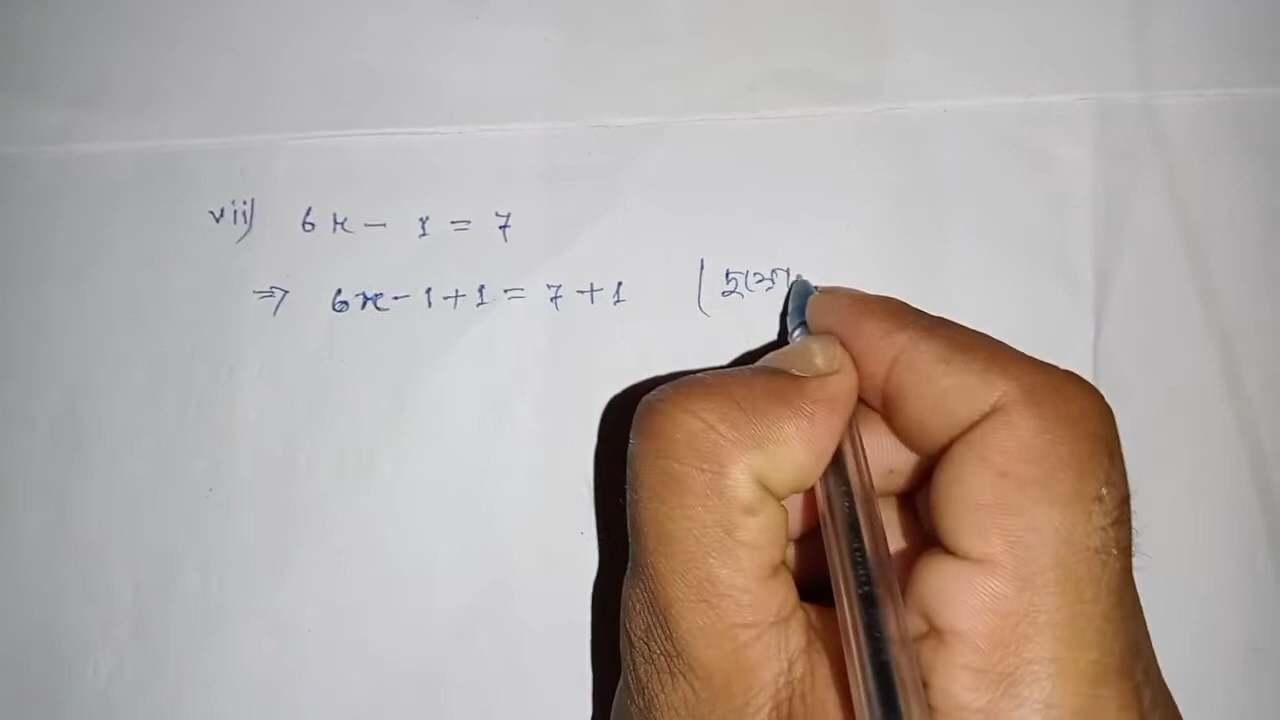 vii) 6x - 1 = 7
⇒ 6x - 1 + 1 = 7 + 1 (